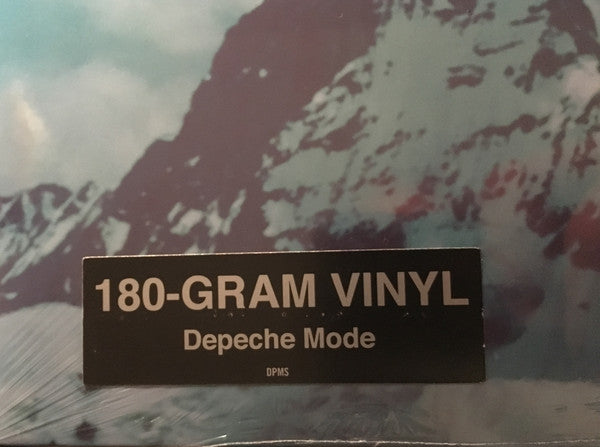 180-GRAM VINYL
Depeche Mode
DPMS